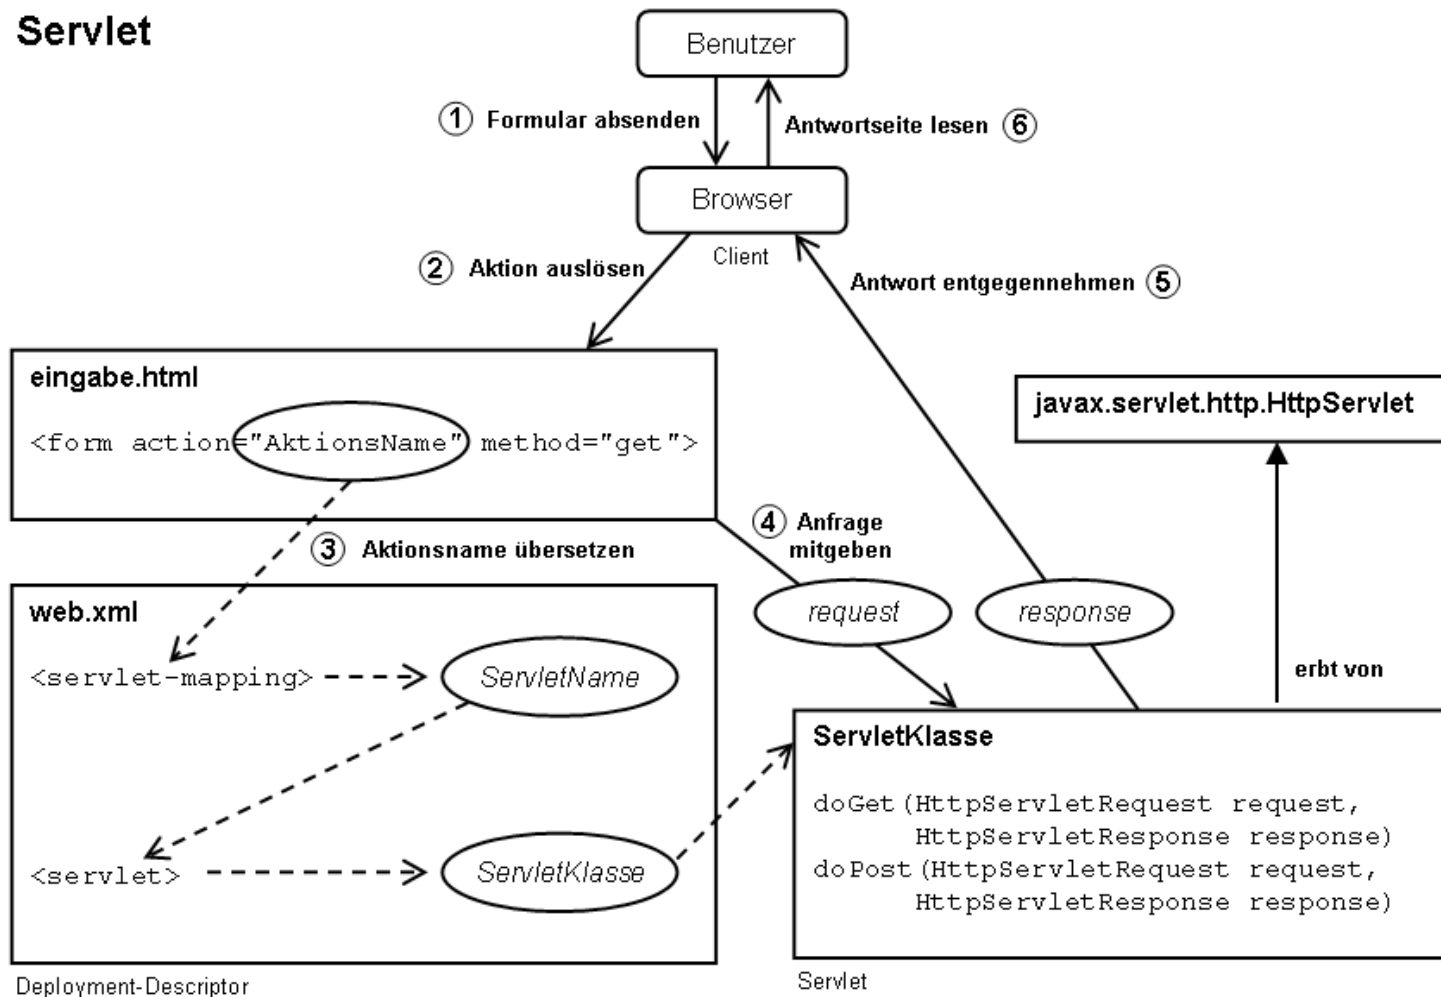 Servlet
Benutzer
1 Formular absenden
Antwortseite lesen 6
Browser
Client
2 Aktion auslösen
Antwort entgegennehmen 5
eingabe.html
<form action="AktionsName" method="get">
javax.servlet.http.HttpServlet
3 Aktionsname übersetzen
4 Anfrage
mitgeben
web.xml
request
response
<servlet-mapping>
ServletName
erbt von
ServletKlasse
doGet(HttpServletRequest request,
HttpServletResponse response)
doPost(HttpServletRequest request,
HttpServletResponse response)
<servlet>
ServletKlasse
Deployment-Descriptor
Servlet